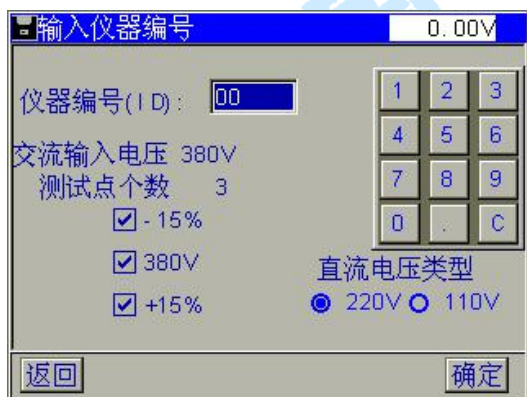 输入仪器编号 0.00V
仪器编号(ID): 00
交流输入电压 380V
测试点个数 3
-15%
380V
+15%
1 2 3
4 5 6
7 8 9
0 . C
直流电压类型
220V 110V
返回 确定